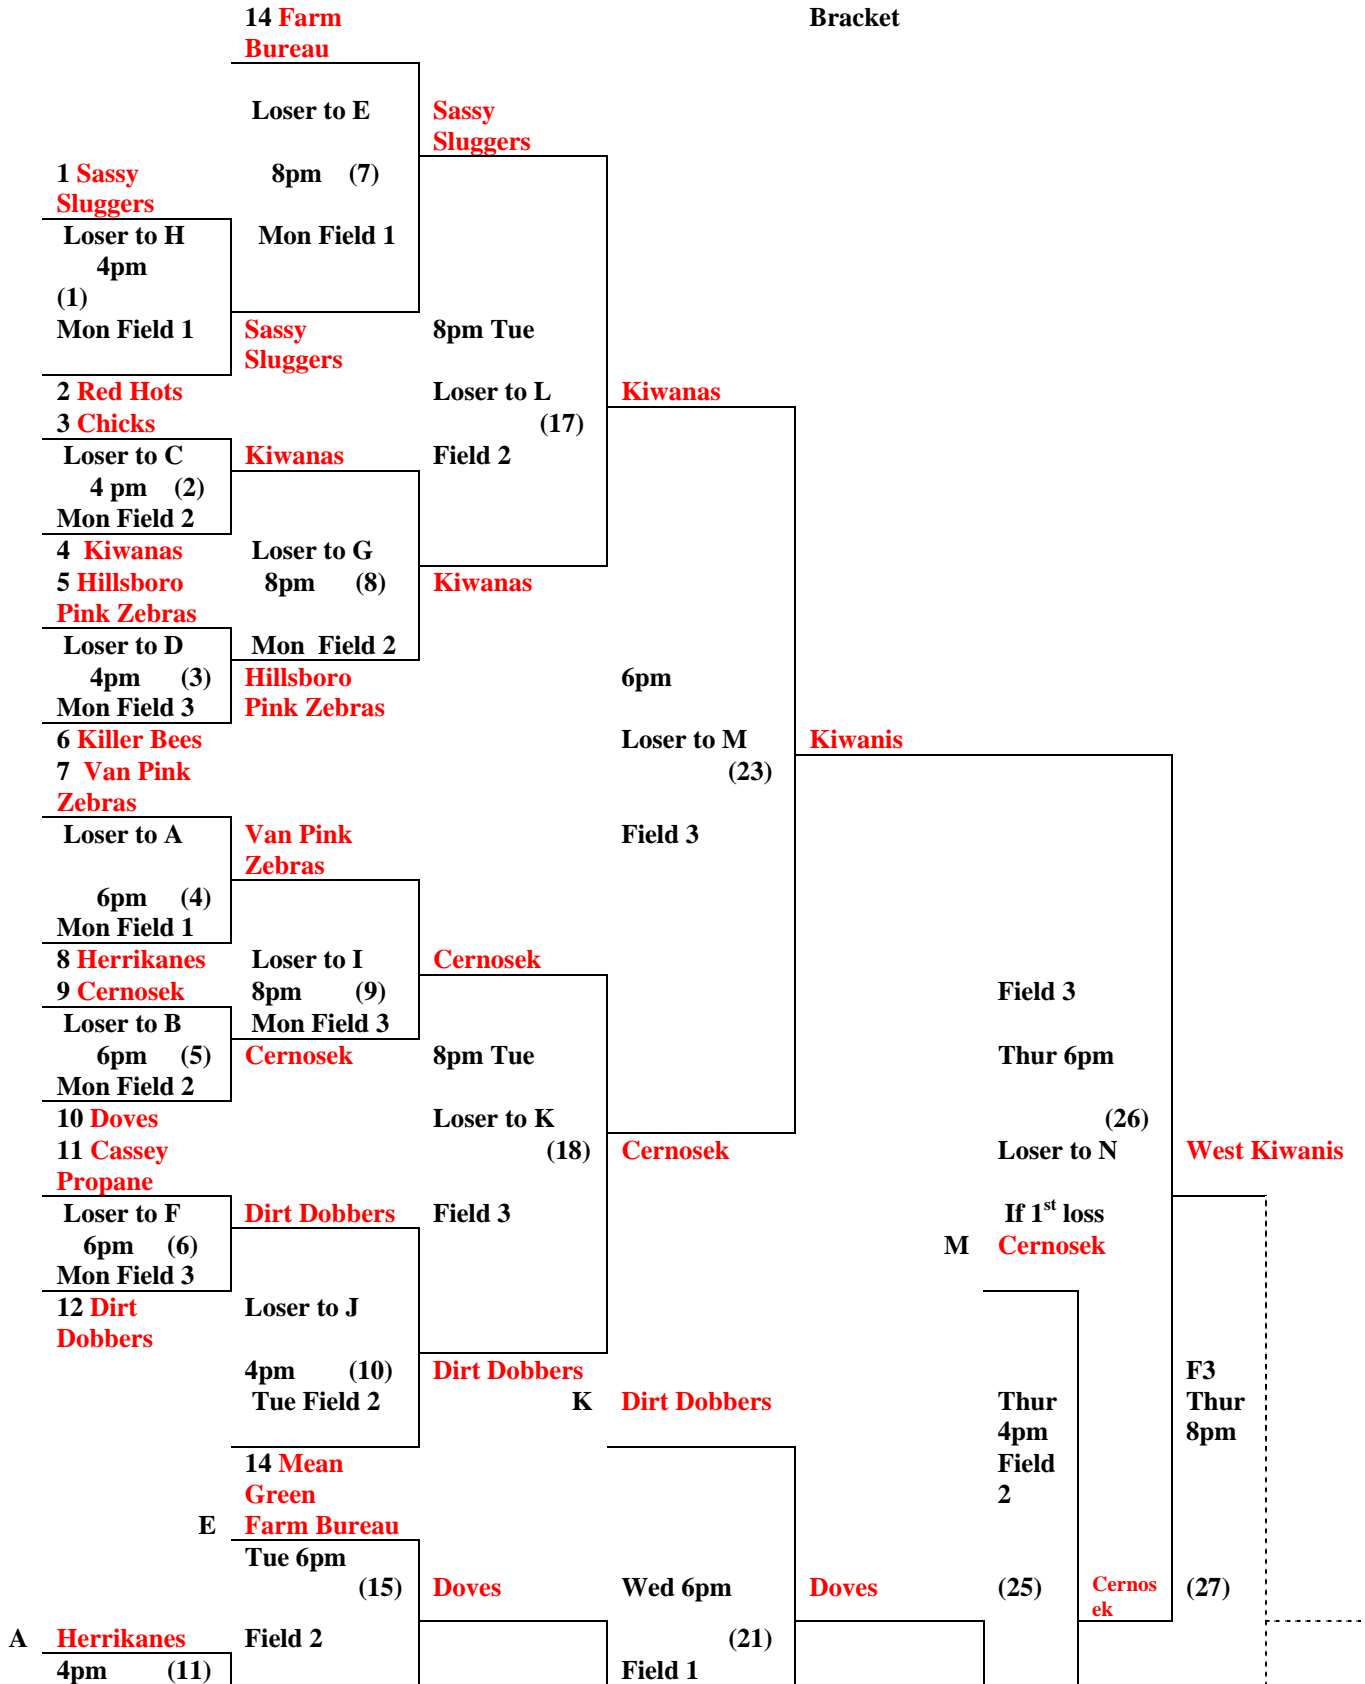 14 Farm Bracket
Bureau
Loser to E Sassy
Sluggers
1 Sassy 8pm (7)
Sluggers
Loser to H Mon Field 1
4pm
(1)
Mon Field 1 Sassy 8pm Tue
Sluggers
2 Red Hots Loser to L Kiwanas
3 Chicks (17)
Loser to C Kiwanas Field 2
4 pm (2)
Mon Field 2
4 Kiwanas Loser to G
5 Hillsboro 8pm (8) Kiwanas
Pink Zebras
Loser to D Mon Field 2
4pm (3) Hillsboro 6pm
Mon Field 3 Pink Zebras
6 Killer Bees Loser to M Kiwanis
7 Van Pink (23)
Zebras
Loser to A Van Pink Field 3
Zebras
6pm (4)
Mon Field 1
8 Herrikanes Loser to I Cernosek
9 Cernosek 8pm (9) Field 3
Loser to B Mon Field 3
6pm (5) Cernosek 8pm Tue Thur 6pm
Mon Field 2
10 Doves Loser to K (26)
11 Cassey (18) Cernosek Loser to N West Kiwanis
Propane
Loser to F Dirt Dobbers Field 3 If 1st loss
6pm (6) M Cernosek
Mon Field 3
12 Dirt Loser to J
Dobbers
4pm (10) Dirt Dobbers F3
Tue Field 2 K Dirt Dobbers Thur Thur
4pm 8pm
14 Mean Field
Green 2
E Farm Bureau
Tue 6pm
(15) Doves Wed 6pm Doves (25) Cernos (27)
ek
A Herrikanes Field 2 (21)
4pm (11) Field 1